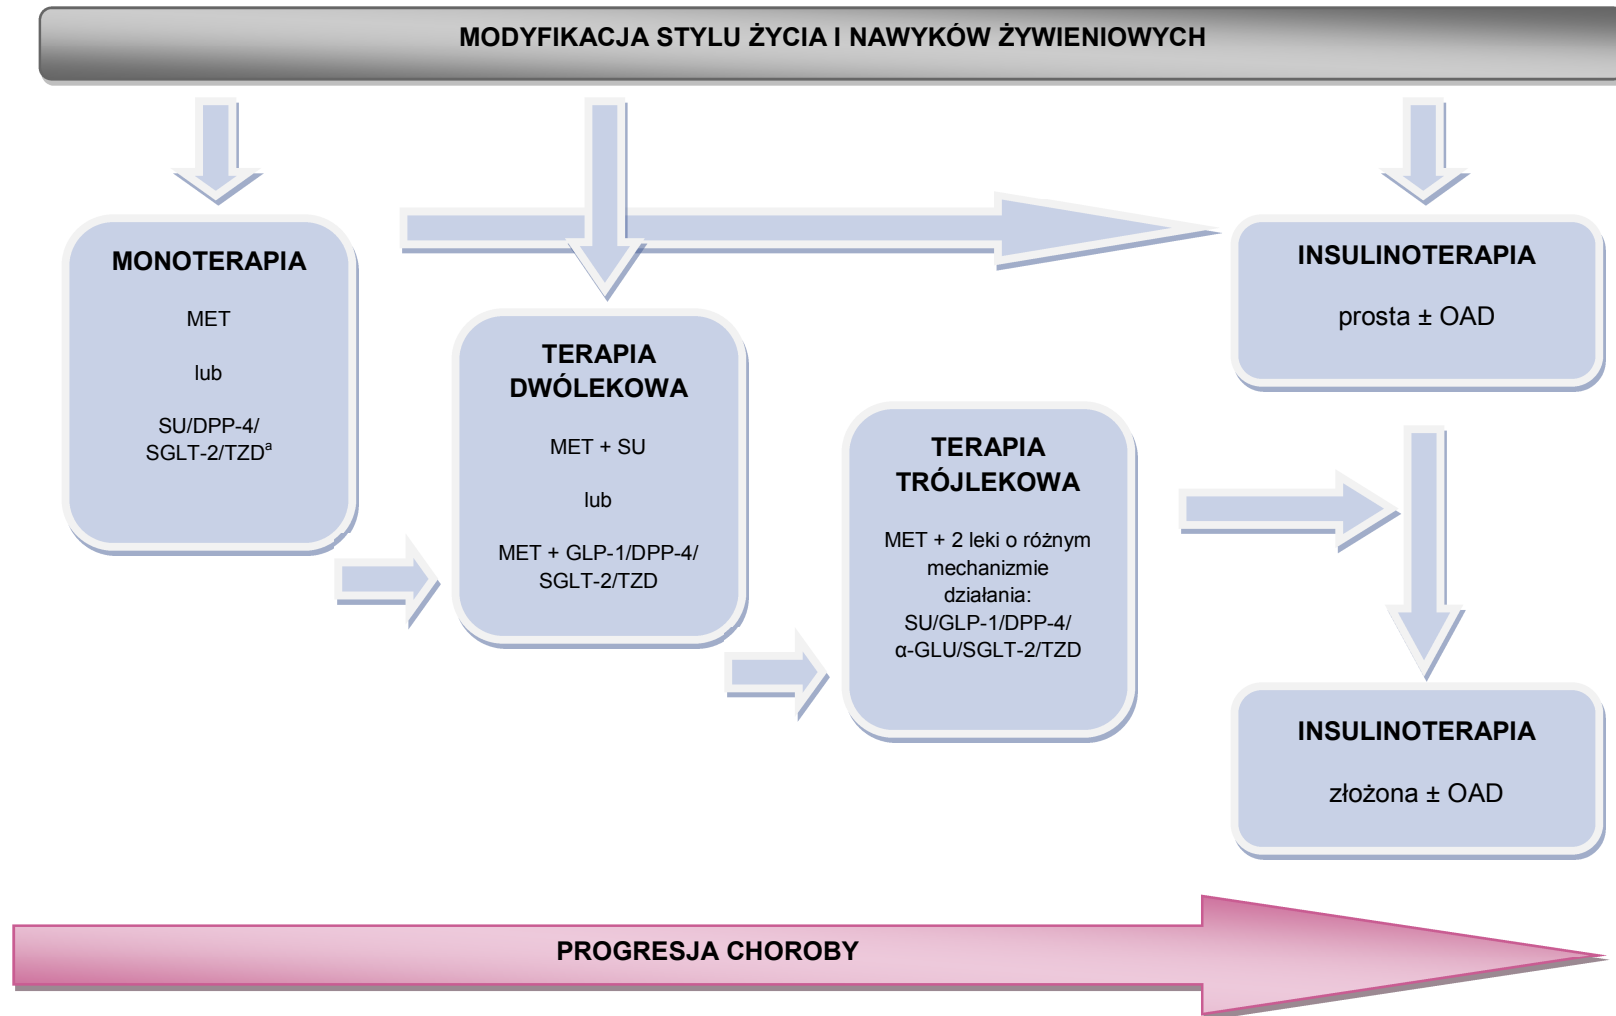 MODYFIKACJA STYLU ŻYCIA I NAWYKÓW ŻYWIENIOWYCH
MONOTERAPIA
MET
lub
SU/DPP-4/
SGLT-2/TZDᵃ
TERAPIA
DWÓLEKOWA
MET + SU
lub
MET + GLP-1/DPP-4/
SGLT-2/TZD
TERAPIA
TRÓJLEKOWA
MET + 2 leki o różnym
mechanizmie
działania:
SU/GLP-1/DPP-4/
α-GLU/SGLT-2/TZD
INSULINOTERAPIA
prosta ± OAD
INSULINOTERAPIA
złożona ± OAD
PROGRESJA CHOROBY